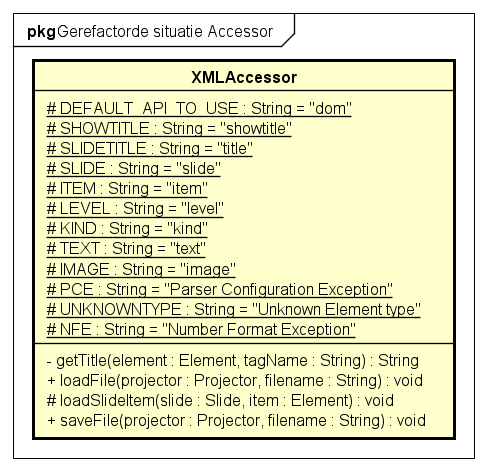 pkg Gerefactorde situatie Accessor
XMLAccessor
# DEFAULT_API_TO_USE : String = "dom"
# SHOWTITLE : String = "showtitle"
# SLIDETITLE : String = "title"
# SLIDE : String = "slide"
# ITEM : String = "item"
# LEVEL : String = "level"
# KIND : String = "kind"
# TEXT : String = "text"
# IMAGE : String = "image"
# PCE : String = "Parser Configuration Exception"
# UNKNOWNTYPE : String = "Unknown Element type"
# NFE : String = "Number Format Exception"
- getTitle(element : Element, tagName : String) : String
+ loadFile(projector : Projector, filename : String) : void
# loadSlideItem(slide : Slide, item : Element) : void
+ saveFile(projector : Projector, filename : String) : void